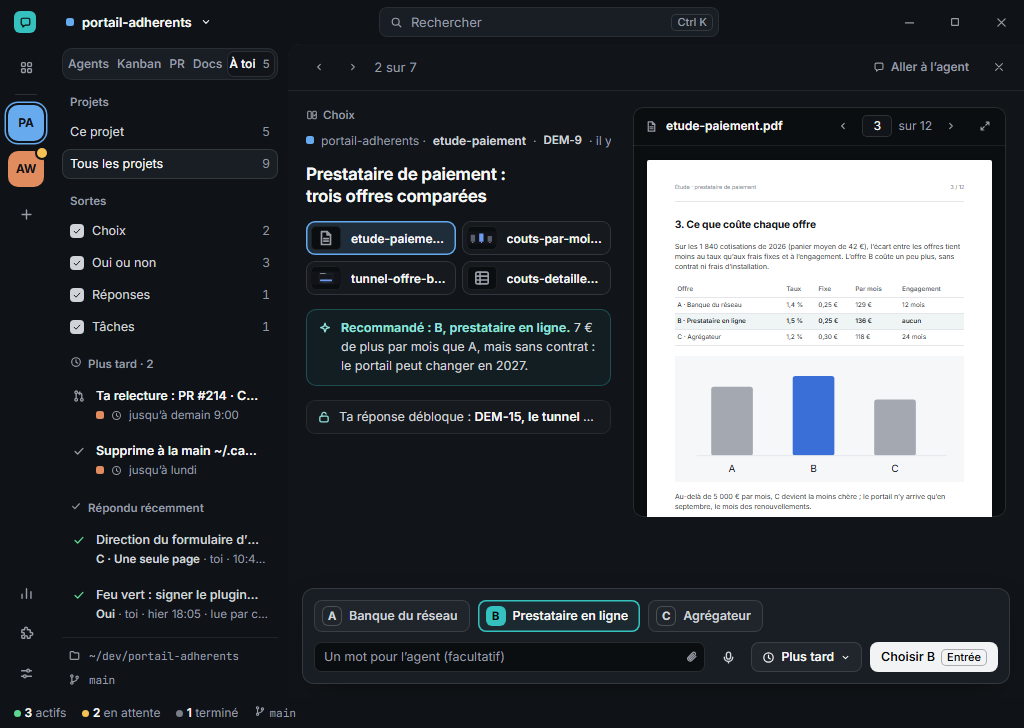 portail-adherents
Rechercher
Ctrl K
Agents Kanban PR Docs À toi 5
2 sur 7
Aller à l'agent
PA
AW
Projets
Ce projet 5
Tous les projets 9
Sortes
Choix 2
Oui ou non 3
Réponses 1
Tâches 1
Plus tard · 2
Ta relecture : PR #214 · C...
jusqu'à demain 9:00
Supprime à la main ~/.ca...
jusqu'à lundi
Répondu récemment
Direction du formulaire d'...
C · Une seule page · toi · 10:4...
Feu vert : signer le plugin...
Oui · toi · hier 18:05 · lue par c...
~/dev/portail-adherents
main
3 actifs 2 en attente 1 terminé main
Choix
portail-adherents · etude-paiement · DEM-9 · il y
Prestataire de paiement :
trois offres comparées
etude-paieme...
couts-par-moi...
tunnel-offre-b...
couts-detaille...
Recommandé : B, prestataire en ligne. 7 €
de plus par mois que A, mais sans contrat :
le portail peut changer en 2027.
Ta réponse débloque : DEM-15, le tunnel ...
etude-paiement.pdf
3 sur 12
Étude · prestataire de paiement
3 / 12
3. Ce que coûte chaque offre
Sur les 1 840 cotisations de 2026 (panier moyen de 42 €), l'écart entre les offres tient
moins au taux qu'aux frais fixes et à l'engagement. L'offre B coûte un peu plus, sans
contrat ni frais d'installation.
Offre Taux Fixe Par mois Engagement
A · Banque du réseau 1,4 % 0,25 € 129 € 12 mois
B · Prestataire en ligne 1,5 % 0,25 € 136 € aucun
C · Agrégateur 1,2 % 0,30 € 118 € 24 mois
A B C
Au-delà de 5 000 € par mois, C devient la moins chère ; le portail n'y arrive qu'en
septembre, le mois des renouvellements.
A Banque du réseau
B Prestataire en ligne
C Agrégateur
Un mot pour l'agent (facultatif)
Plus tard
Choisir B Entrée